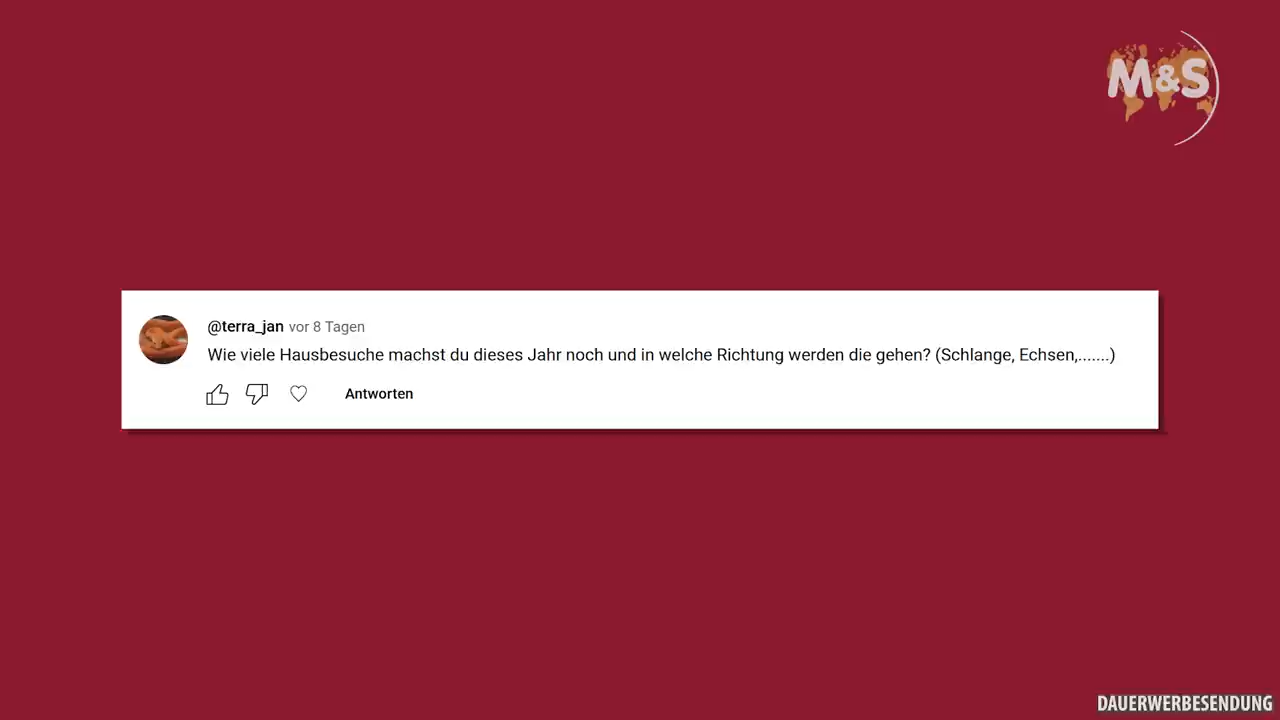 M&S
@terra_jan vor 8 Tagen
Wie viele Hausbesuche machst du dieses Jahr noch und in welche Richtung werden die gehen? (Schlange, Echsen,.......)
Antworten
DAUERWERBESENDUNG